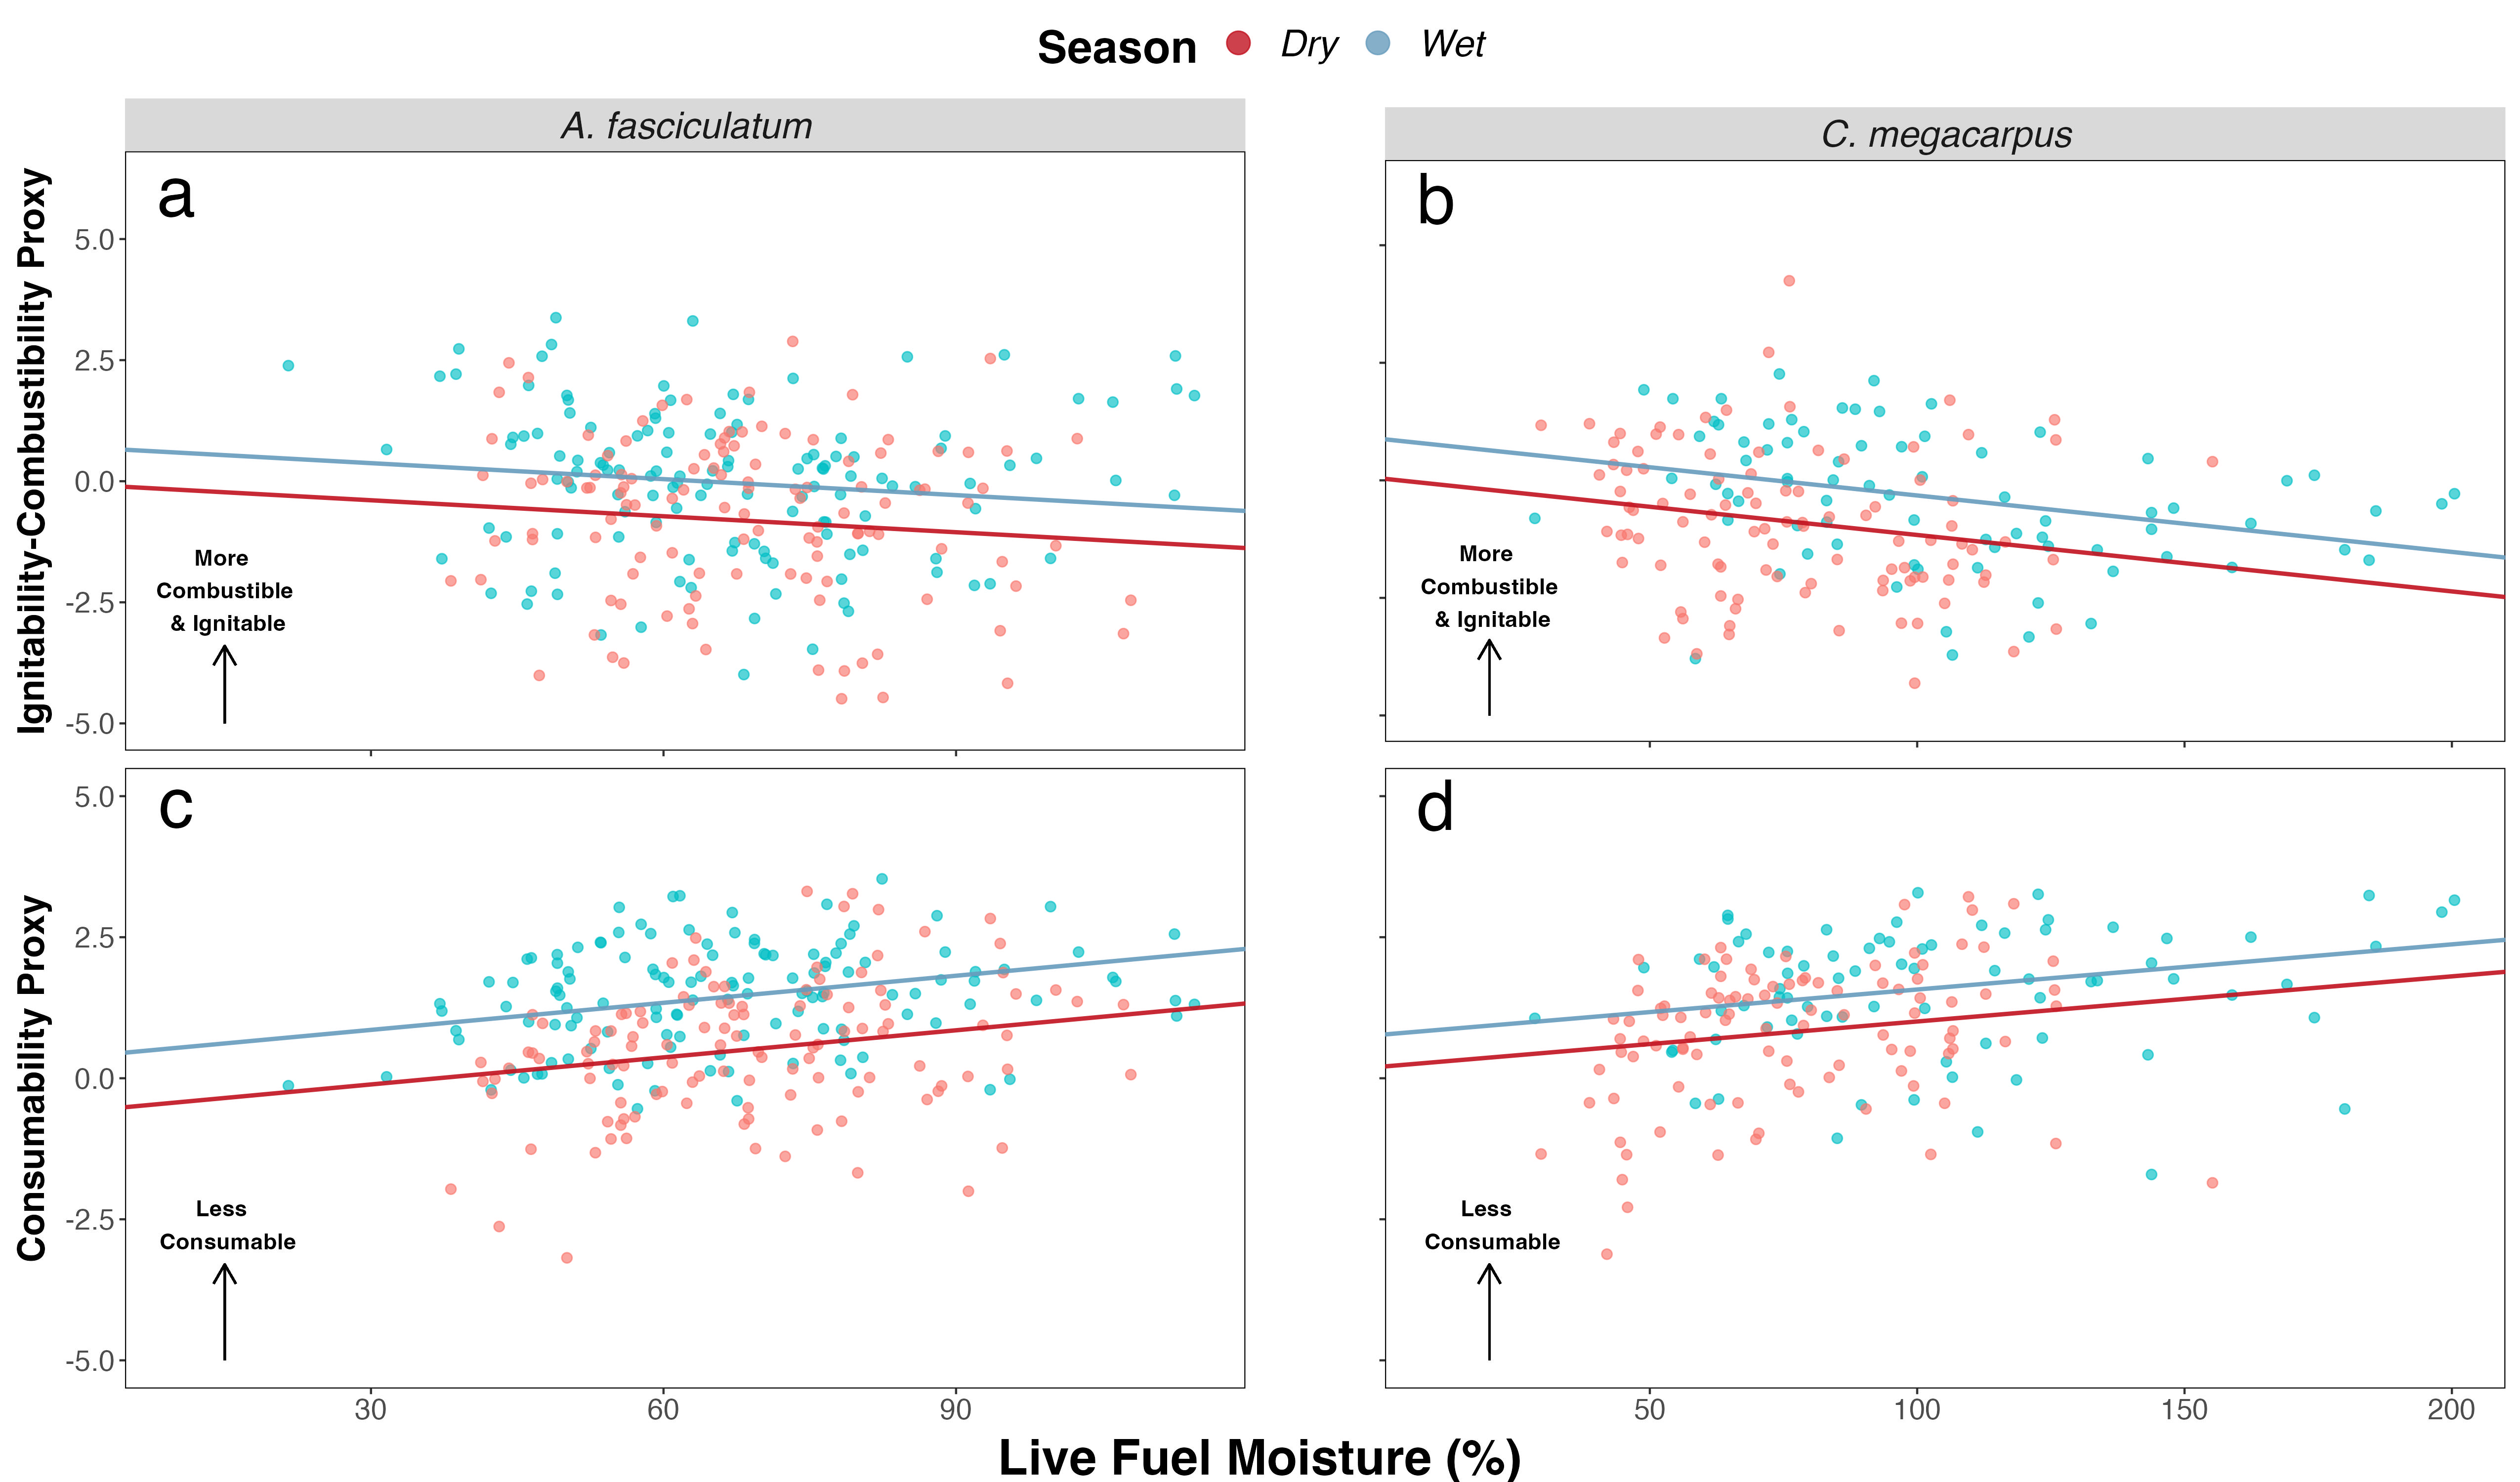 Season Dry Wet
A. fasciculatum
C. megacarpus
Ignitability-Combustibility Proxy
a
5.0
2.5
0.0
-2.5
-5.0
More
Combustible
& Ignitable
b
More
Combustible
& Ignitable
Consumability Proxy
c
5.0
2.5
0.0
-2.5
-5.0
Less
Consumable
30 60 90
d
Less
Consumable
50 100 150 200
Live Fuel Moisture (%)